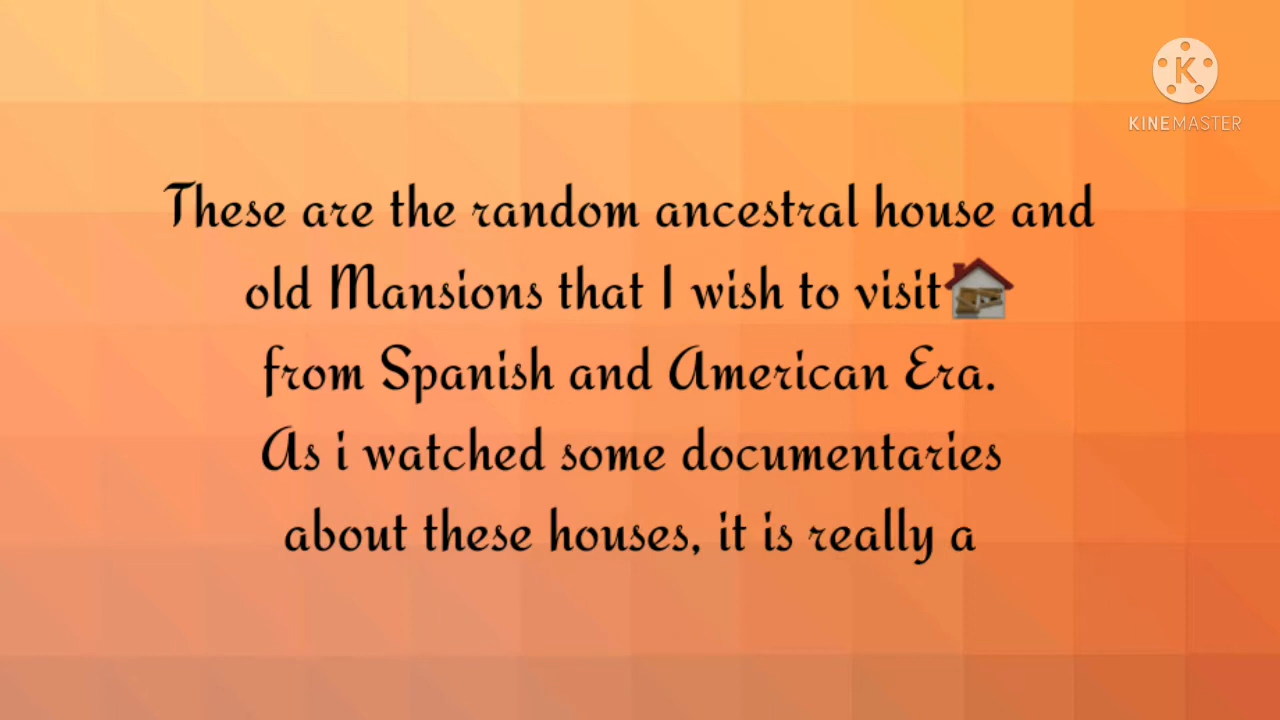 KINEMASTER
These are the random ancestral house and
old Mansions that I wish to visit🏚
from Spanish and American Era.
As i watched some documentaries
about these houses, it is really a